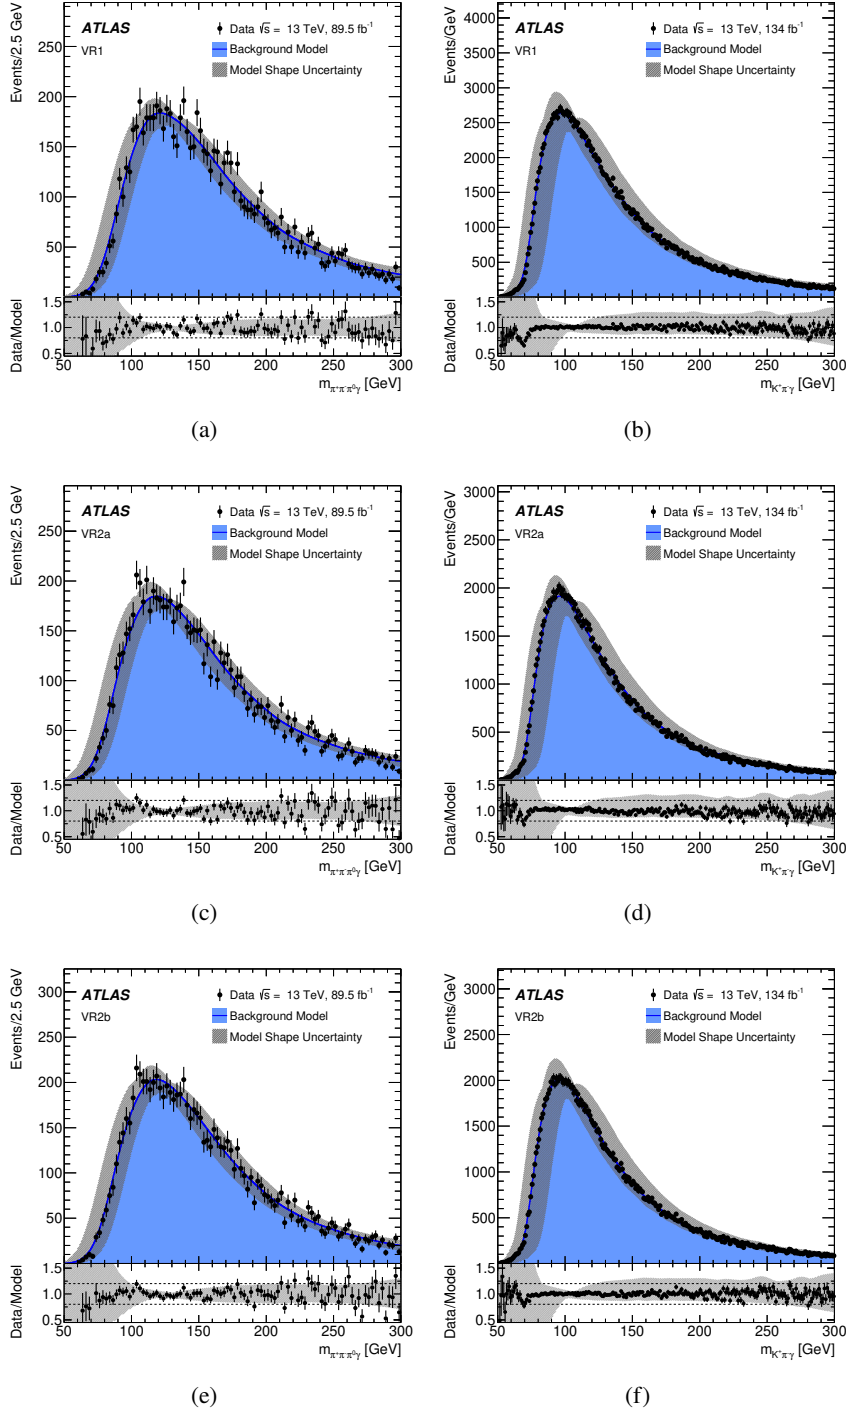 Events/2.5 GeV
ATLAS
VR1
Data √s = 13 TeV, 89.5 fb⁻¹
Background Model
Model Shape Uncertainty
250
200
150
100
50
Data/Model
1.5
1.0
0.5
50 100 150 200 250 300
m_{π⁺π⁻π⁰γ} [GeV]
(a)
Events/GeV
ATLAS
VR1
Data √s = 13 TeV, 134 fb⁻¹
Background Model
Model Shape Uncertainty
4000
3500
3000
2500
2000
1500
1000
500
Data/Model
1.5
1.0
0.5
50 100 150 200 250 300
m_{K⁺π⁻γ} [GeV]
(b)
Events/2.5 GeV
ATLAS
VR2a
Data √s = 13 TeV, 89.5 fb⁻¹
Background Model
Model Shape Uncertainty
250
200
150
100
50
Data/Model
1.5
1.0
0.5
50 100 150 200 250 300
m_{π⁺π⁻π⁰γ} [GeV]
(c)
Events/GeV
ATLAS
VR2a
Data √s = 13 TeV, 134 fb⁻¹
Background Model
Model Shape Uncertainty
3000
2500
2000
1500
1000
500
Data/Model
1.5
1.0
0.5
50 100 150 200 250 300
m_{K⁺π⁻γ} [GeV]
(d)
Events/2.5 GeV
ATLAS
VR2b
Data √s = 13 TeV, 89.5 fb⁻¹
Background Model
Model Shape Uncertainty
300
250
200
150
100
50
Data/Model
1.5
1.0
0.5
50 100 150 200 250 300
m_{π⁺π⁻π⁰γ} [GeV]
(e)
Events/GeV
ATLAS
VR2b
Data √s = 13 TeV, 134 fb⁻¹
Background Model
Model Shape Uncertainty
3000
2500
2000
1500
1000
500
Data/Model
1.5
1.0
0.5
50 100 150 200 250 300
m_{K⁺π⁻γ} [GeV]
(f)